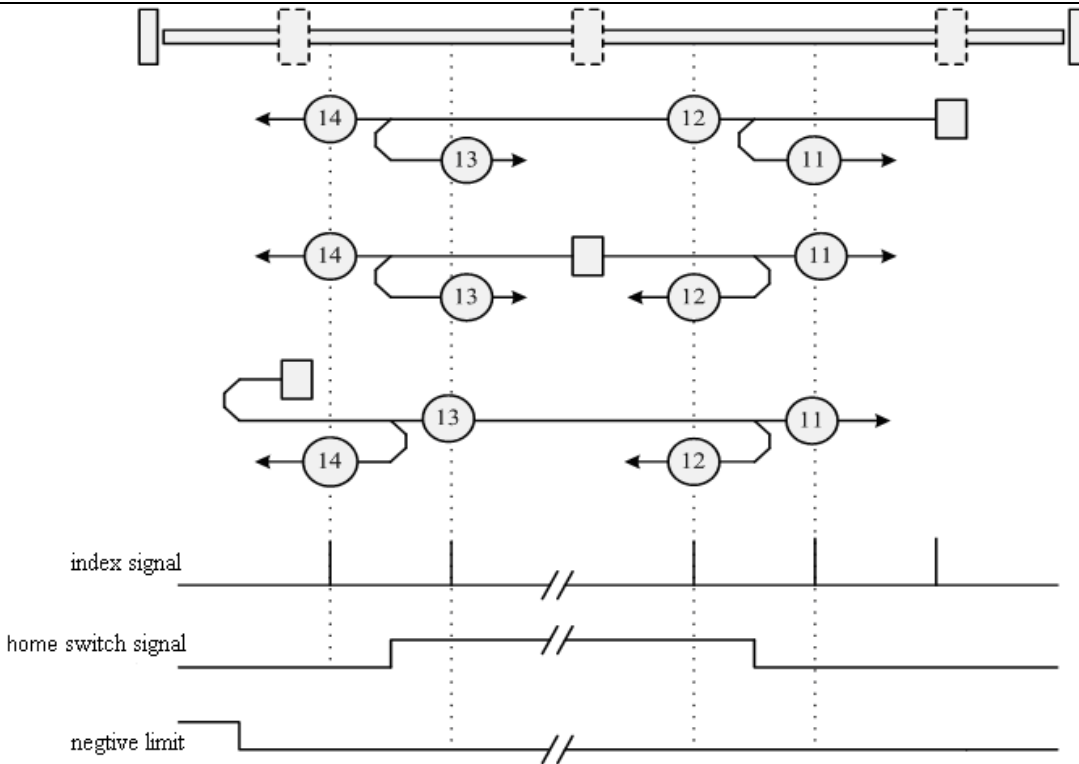 14 12
13 11
14 11
13 12
13 11
14 12
index signal
home switch signal
negtive limit